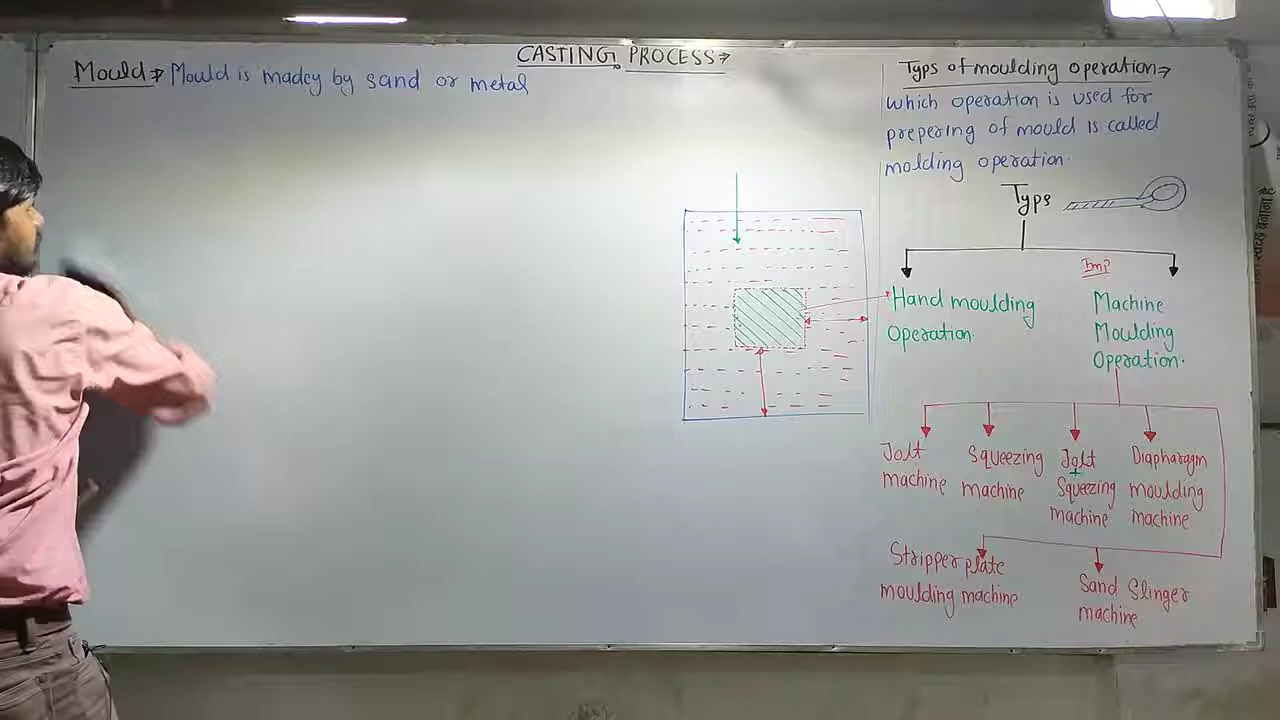 CASTING PROCESS
Mould Mould is madey by sand or metal
Typs of moulding operation
which operation is used for
prepering of mould is called
molding operation.
Typs
Imp
Hand moulding
Operation.
Machine
Moulding
Operation.
Jolt
machine
Squeezing
machine
Jolt
+
Squeezing
machine
Diapharagm
moulding
machine
Stripper plate
moulding machine
Sand Slinger
machine